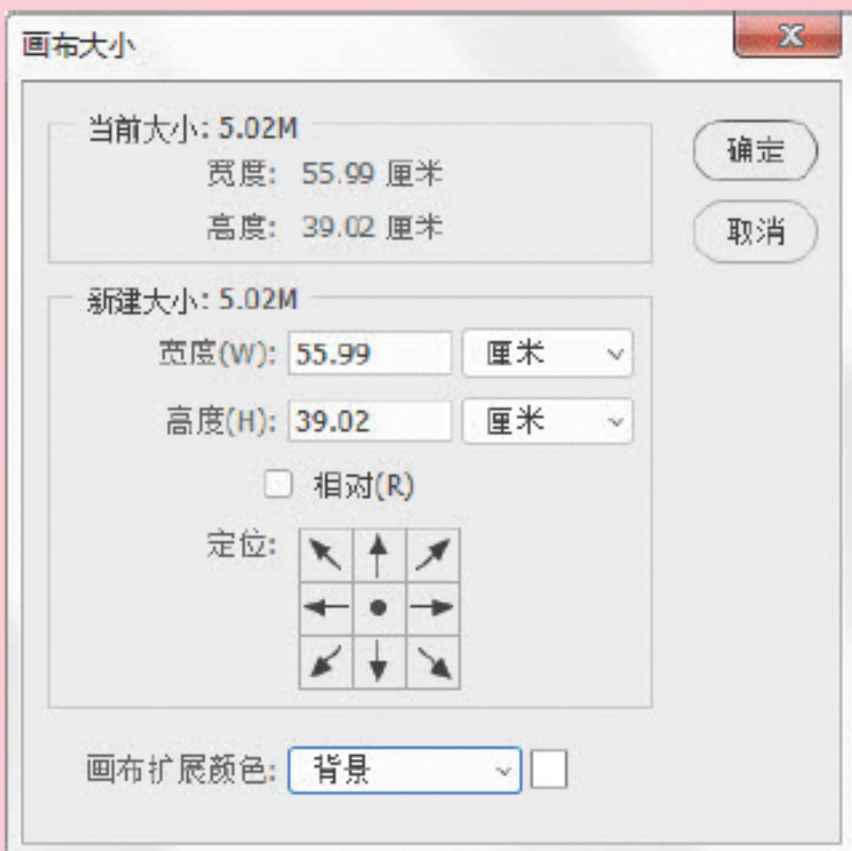 画布大小
当前大小: 5.02M
宽度: 55.99 厘米
高度: 39.02 厘米
确定
取消
新建大小: 5.02M
宽度(W): 55.99 厘米
高度(H): 39.02 厘米
相对(R)
定位:
画布扩展颜色: 背景